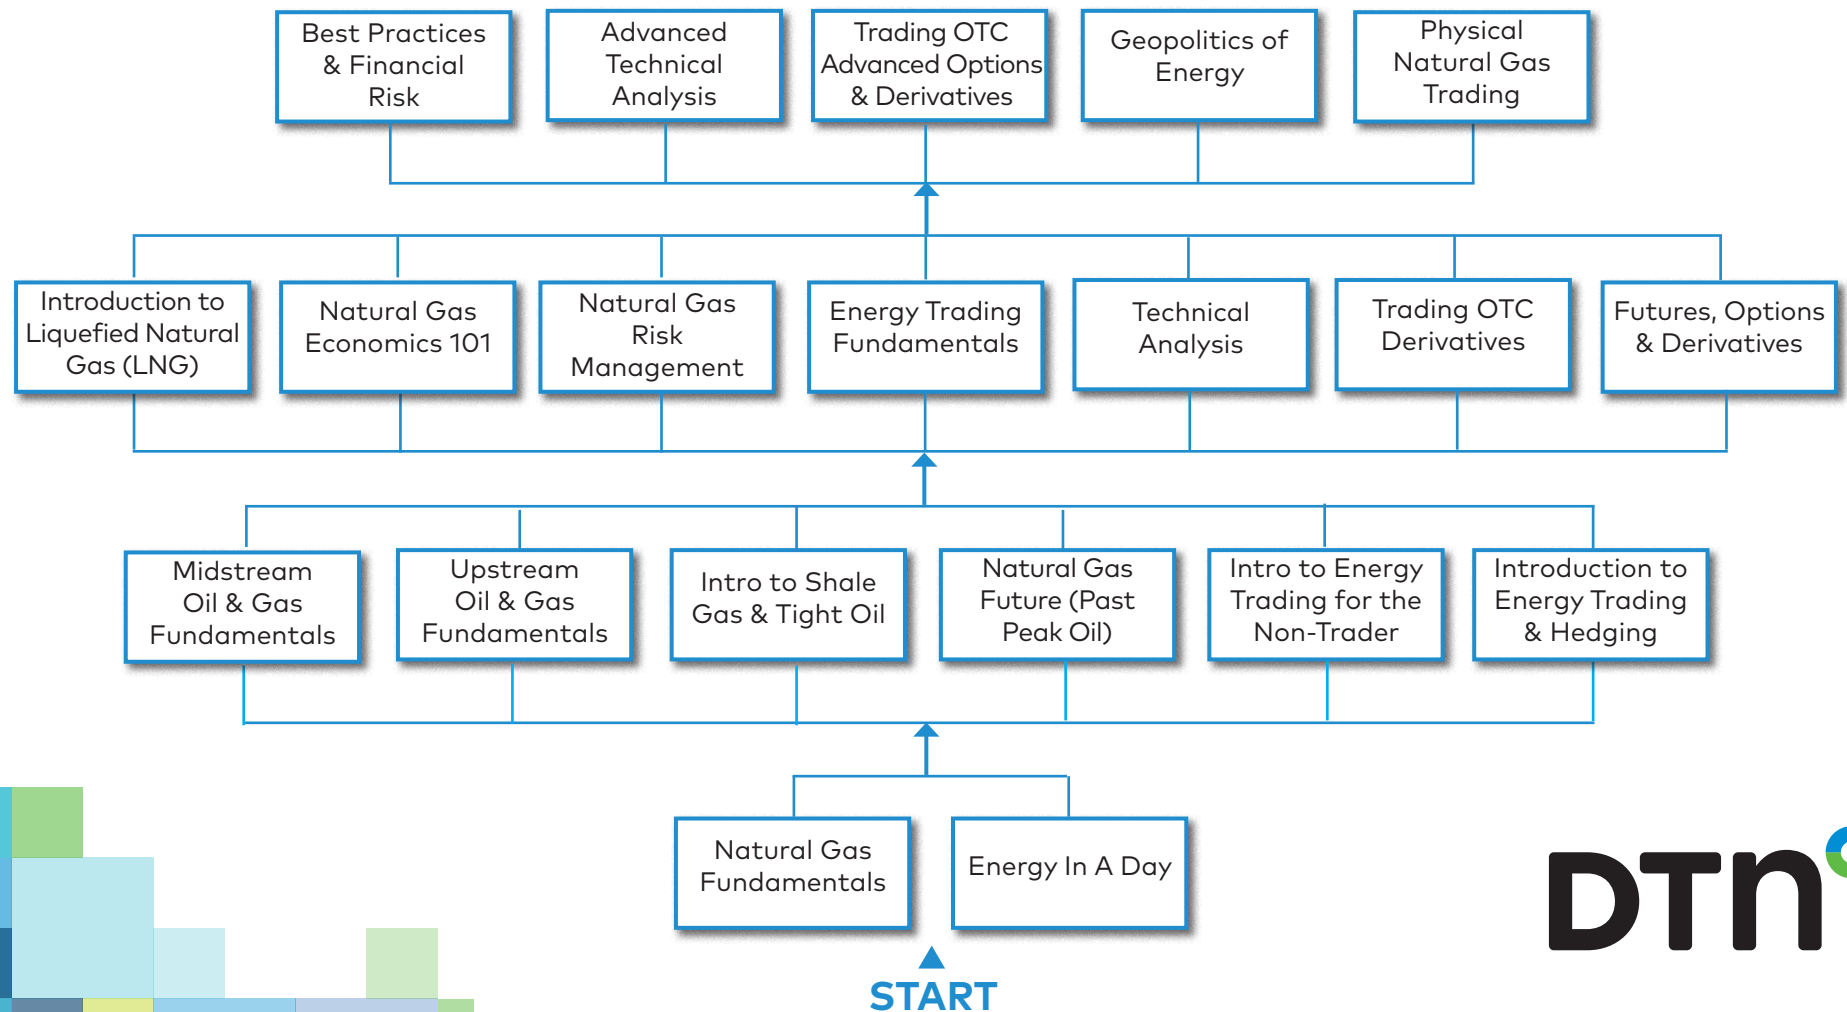 Best Practices
& Financial
Risk
Advanced
Technical
Analysis
Trading OTC
Advanced Options
& Derivatives
Geopolitics of
Energy
Physical
Natural Gas
Trading
Introduction to
Liquefied Natural
Gas (LNG)
Natural Gas
Economics 101
Natural Gas
Risk
Management
Energy Trading
Fundamentals
Technical
Analysis
Trading OTC
Derivatives
Futures, Options
& Derivatives
Midstream
Oil & Gas
Fundamentals
Upstream
Oil & Gas
Fundamentals
Intro to Shale
Gas & Tight Oil
Natural Gas
Future (Past
Peak Oil)
Intro to Energy
Trading for the
Non-Trader
Introduction to
Energy Trading
& Hedging
Natural Gas
Fundamentals
Energy In A Day
START
DTn